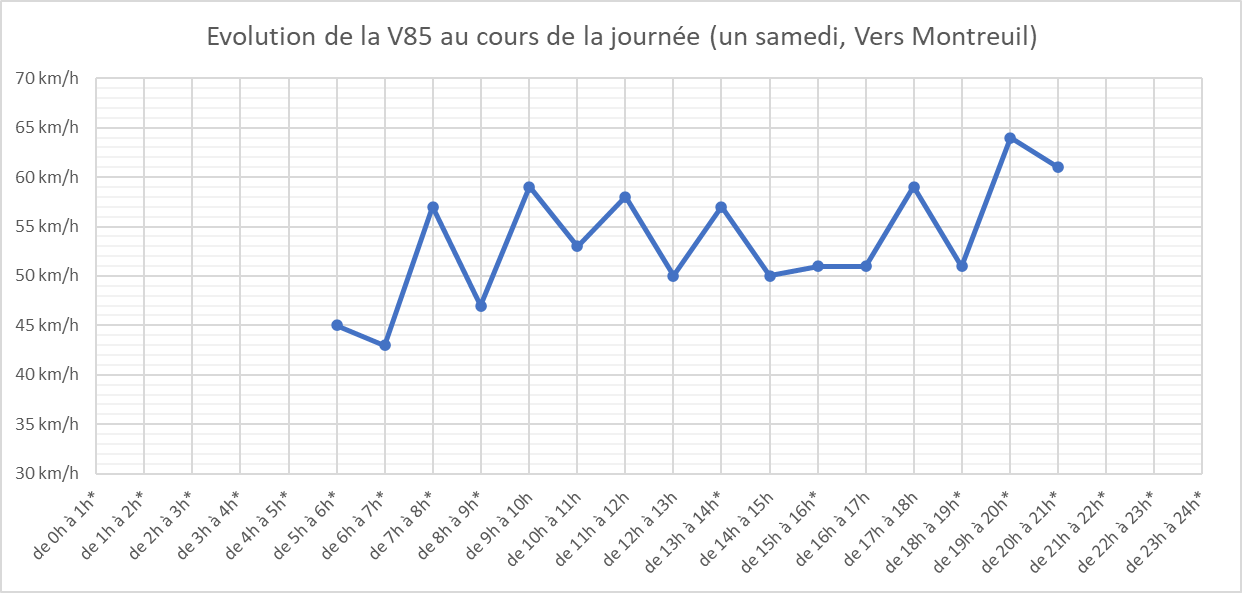 Evolution de la V85 au cours de la journée (un samedi, Vers Montreuil)
70 km/h
65 km/h
60 km/h
55 km/h
50 km/h
45 km/h
40 km/h
35 km/h
30 km/h
de 0h à 1h*
de 1h à 2h*
de 2h à 3h*
de 3h à 4h*
de 4h à 5h*
de 5h à 6h*
de 6h à 7h*
de 7h à 8h*
de 8h à 9h*
de 9h à 10h
de 10h à 11h
de 11h à 12h
de 12h à 13h
de 13h à 14h*
de 14h à 15h
de 15h à 16h*
de 16h à 17h
de 17h à 18h
de 18h à 19h*
de 19h à 20h*
de 20h à 21h*
de 21h à 22h*
de 22h à 23h*
de 23h à 24h*